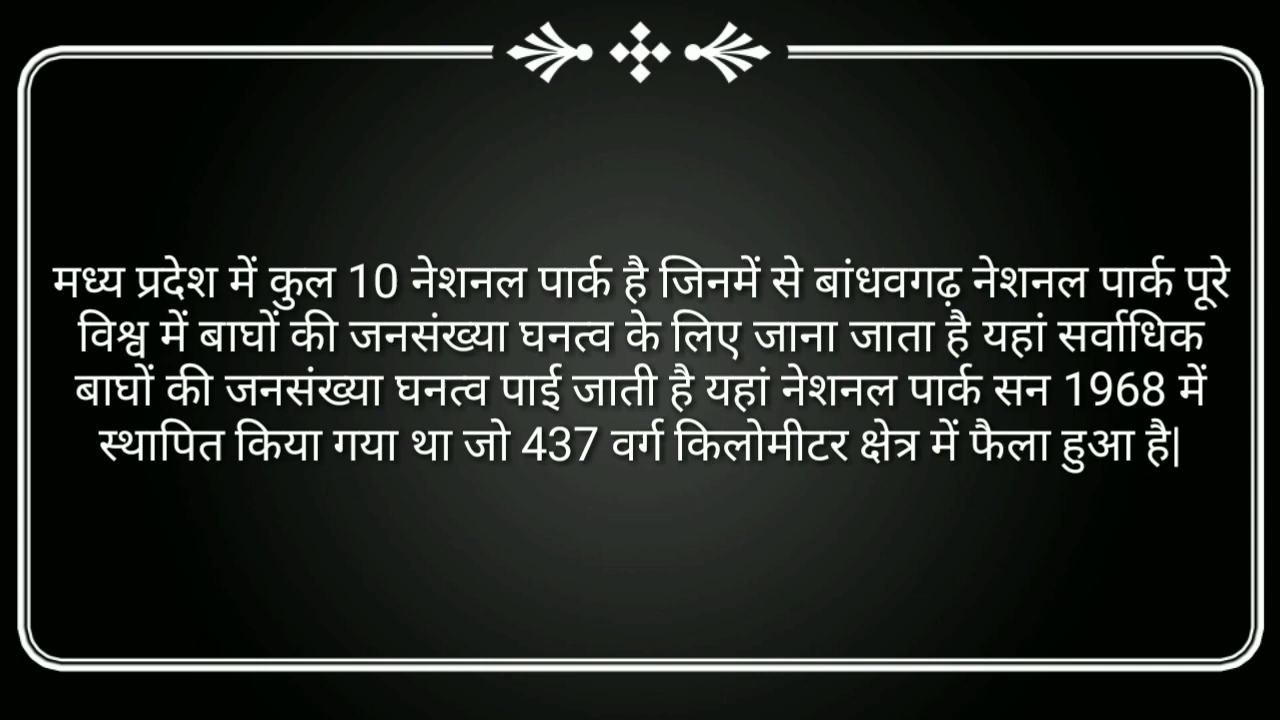 मध्य प्रदेश में कुल 10 नेशनल पार्क है जिनमें से बांधवगढ़ नेशनल पार्क पूरे
विश्व में बाघों की जनसंख्या घनत्व के लिए जाना जाता है यहां सर्वाधिक
बाघों की जनसंख्या घनत्व पाई जाती है यहां नेशनल पार्क सन 1968 में
स्थापित किया गया था जो 437 वर्ग किलोमीटर क्षेत्र में फैला हुआ है|